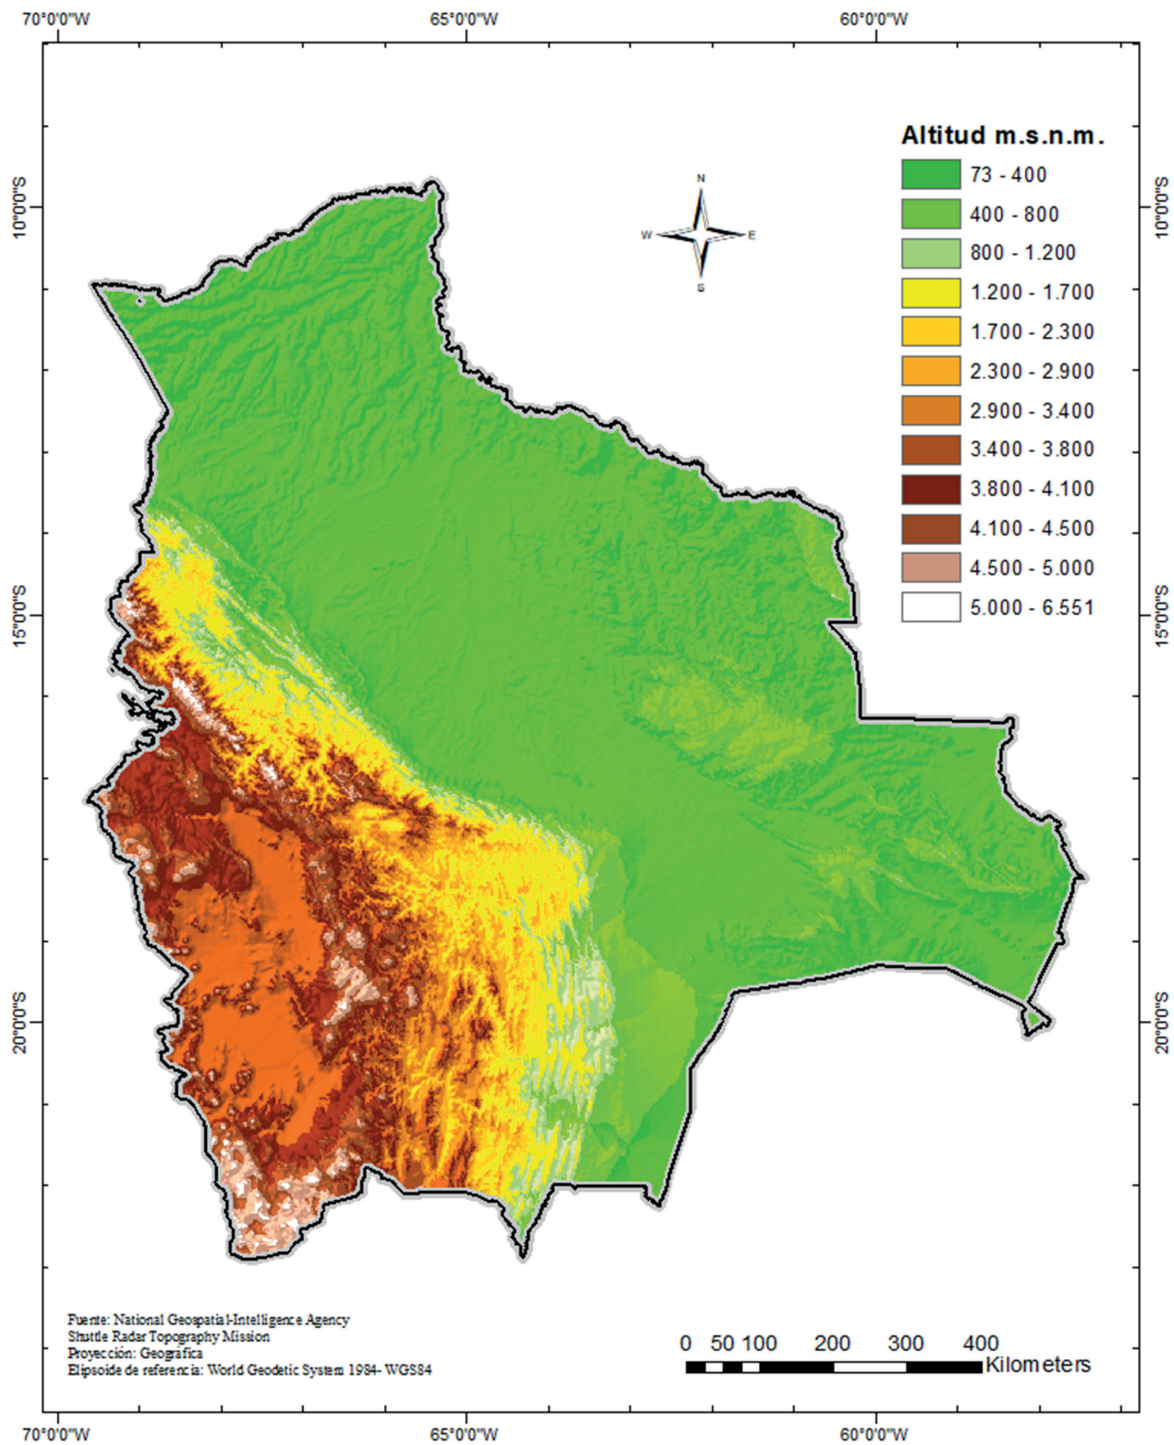 70°0'0"W 65°0'0"W 60°0'0"W
10°0'0"S
10°0'0"S
Altitud m.s.n.m.
73 - 400
400 - 800
800 - 1.200
1.200 - 1.700
1.700 - 2.300
2.300 - 2.900
2.900 - 3.400
3.400 - 3.800
3.800 - 4.100
4.100 - 4.500
4.500 - 5.000
5.000 - 6.551
N
W E
S
15°0'0"S
15°0'0"S
20°0'0"S
20°0'0"S
Fuente: National Geospatial-Intelligence Agency
Shuttle Radar Topography Mission
Proyección: Geográfica
Elipsoide de referencia: World Geodetic System 1984- WGS84
0 50 100 200 300 400
Kilometers
70°0'0"W 65°0'0"W 60°0'0"W